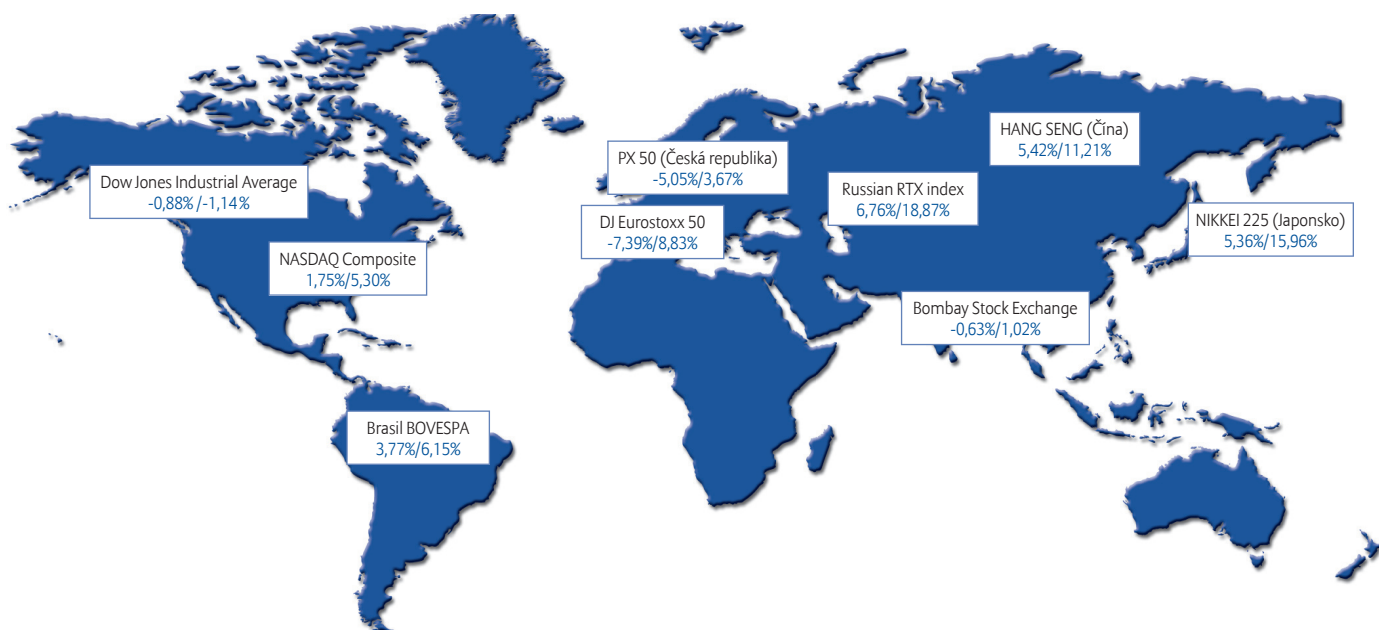 HANG SENG (Čína)
5,42%/11,21%
PX 50 (Česká republika)
-5,05%/3,67%
Dow Jones Industrial Average
-0,88% /-1,14%
Russian RTX index
6,76%/18,87%
DJ Eurostoxx 50
-7,39%/8,83%
NIKKEI 225 (Japonsko)
5,36%/15,96%
NASDAQ Composite
1,75%/5,30%
Bombay Stock Exchange
-0,63%/1,02%
Brasil BOVESPA
3,77%/6,15%